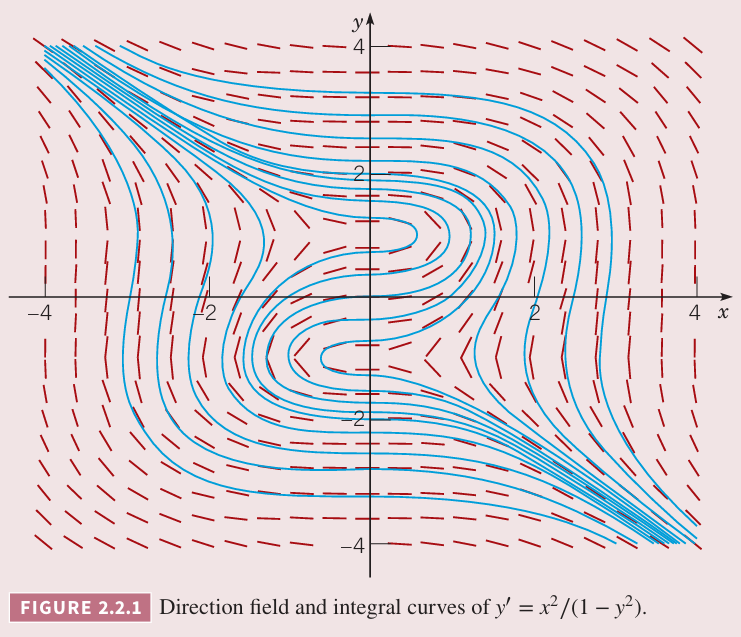 y
4
2
−4
−2
2
4
x
−2
−4
FIGURE 2.2.1 Direction field and integral curves of y′ = x²/(1 − y²).